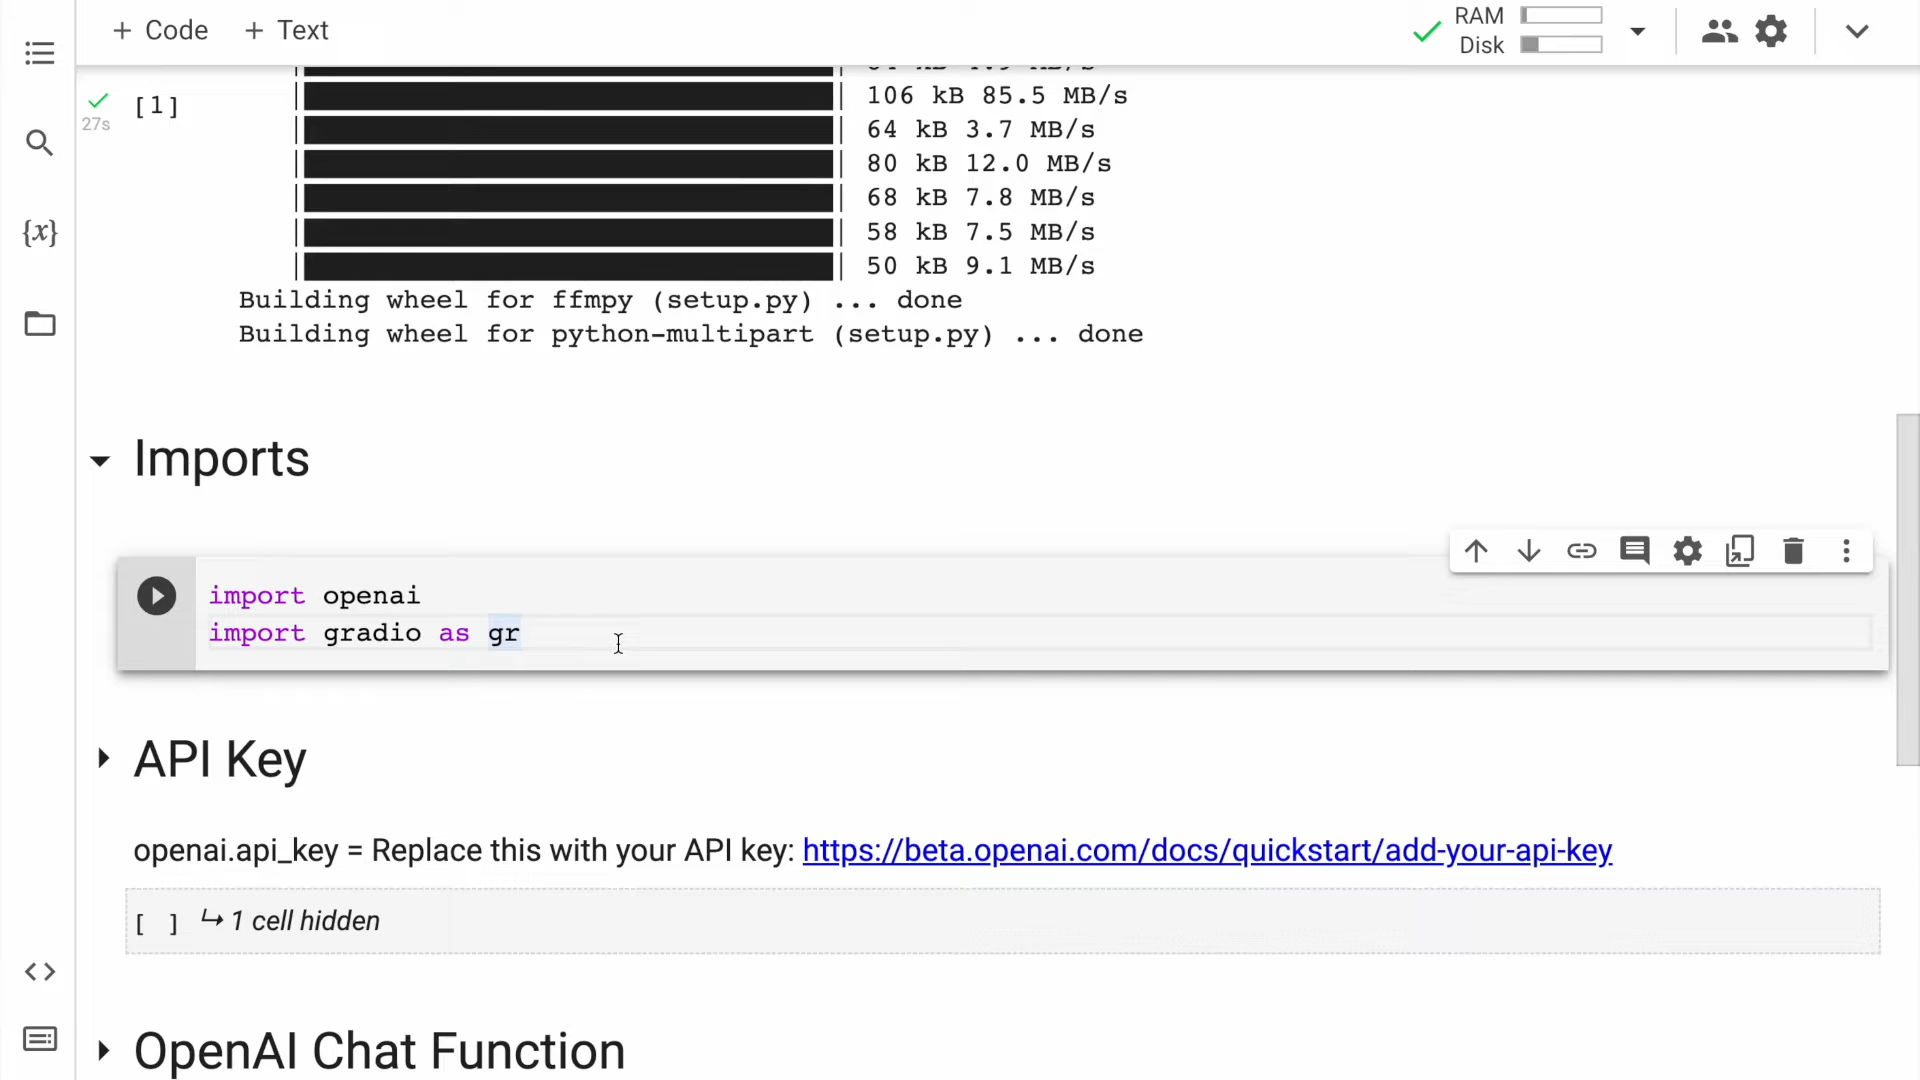 + Code + Text
RAM
Disk
[1]
27s
106 kB 85.5 MB/s
64 kB 3.7 MB/s
80 kB 12.0 MB/s
68 kB 7.8 MB/s
58 kB 7.5 MB/s
50 kB 9.1 MB/s
Building wheel for ffmpy (setup.py) ... done
Building wheel for python-multipart (setup.py) ... done
{x}
Imports
import openai
import gradio as gr
API Key
openai.api_key = Replace this with your API key: https://beta.openai.com/docs/quickstart/add-your-api-key
[ ] ↳ 1 cell hidden
OpenAI Chat Function